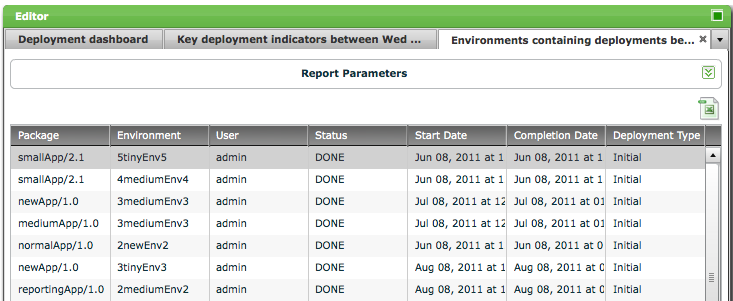 Editor
Deployment dashboard Key deployment indicators between Wed ... Environments containing deployments be...
Report Parameters
Package Environment User Status Start Date Completion Date Deployment Type
smallApp/2.1 5tinyEnv5 admin DONE Jun 08, 2011 at 1 Jun 08, 2011 at 1 Initial
smallApp/2.1 4mediumEnv4 admin DONE Jun 08, 2011 at 1 Jun 08, 2011 at 1 Initial
newApp/1.0 3mediumEnv3 admin DONE Jul 08, 2011 at 12 Jul 08, 2011 at 01 Initial
mediumApp/1.0 3mediumEnv3 admin DONE Jul 08, 2011 at 12 Jul 08, 2011 at 01 Initial
normalApp/1.0 2newEnv2 admin DONE Jun 08, 2011 at 1 Jun 08, 2011 at 0 Initial
newApp/1.0 3tinyEnv3 admin DONE Aug 08, 2011 at 1 Aug 08, 2011 at 0 Initial
reportingApp/1.0 2mediumEnv2 admin DONE Aug 08, 2011 at 1 Aug 08, 2011 at 0 Initial